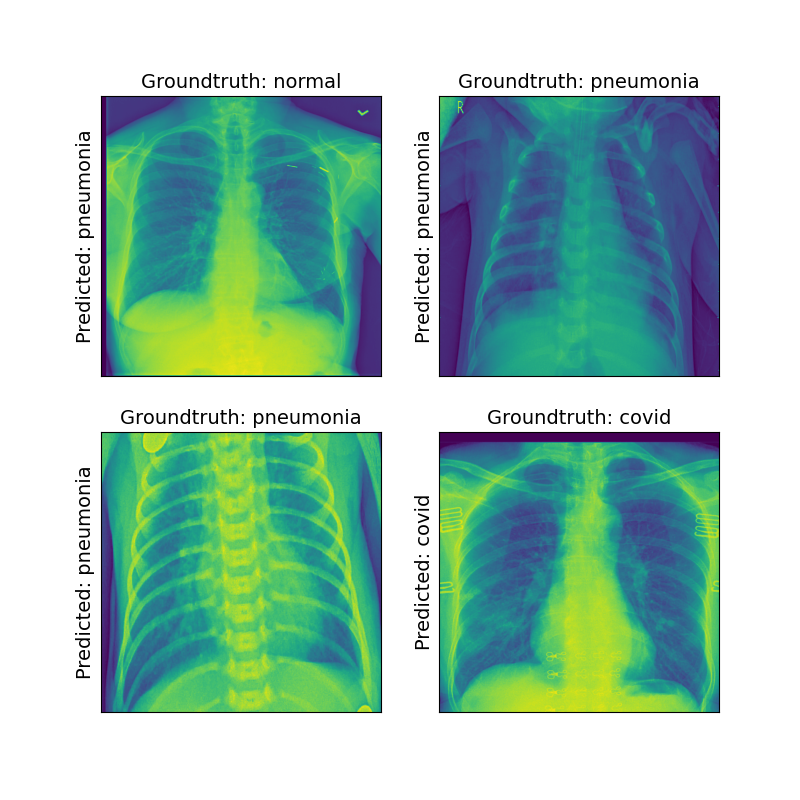 Groundtruth: normal
Predicted: pneumonia
Groundtruth: pneumonia
Predicted: pneumonia
R
Groundtruth: pneumonia
Predicted: pneumonia
Groundtruth: covid
Predicted: covid